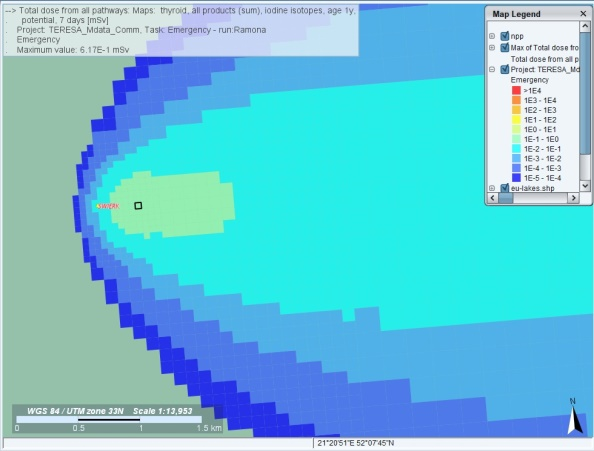 --> Total dose from all pathways: Maps: thyroid, all products (sum), iodine isotopes, age 1y,
potential, 7 days [mSv]
. Project: TERESA_Mdata_Comm, Task: Emergency - run:Ramona
. Emergency
Maximum value: 6.17E-1 mSv
Map Legend
npp
Max of Total dose fro
Total dose from all p
Project: TERESA_Md
Emergency
>1E4
1E3 - 1E4
1E2 - 1E3
1E1 - 1E2
1E0 - 1E1
1E-1 - 1E0
1E-2 - 1E-1
1E-3 - 1E-2
1E-4 - 1E-3
1E-5 - 1E-4
eu-lakes.shp
N
WGS 84 / UTM zone 33N Scale 1:13,953
0 0.5 1 1.5 km
21°20'51"E 52°07'45"N